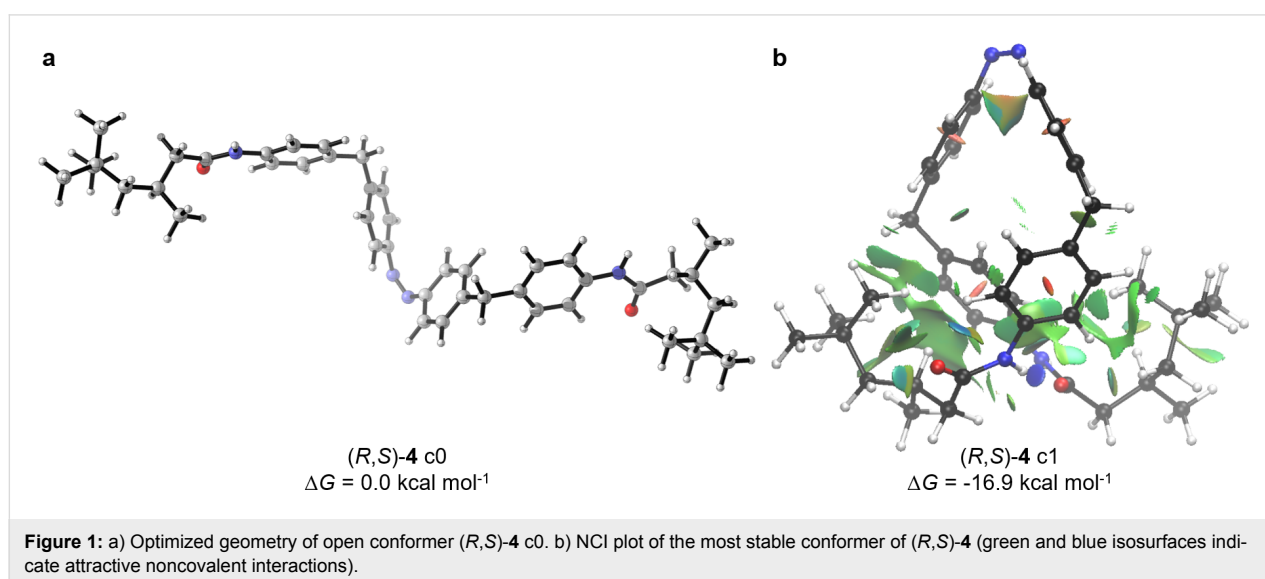 a
b
(R,S)-4 c0
ΔG = 0.0 kcal mol⁻¹
(R,S)-4 c1
ΔG = -16.9 kcal mol⁻¹
Figure 1: a) Optimized geometry of open conformer (R,S)-4 c0. b) NCI plot of the most stable conformer of (R,S)-4 (green and blue isosurfaces indi-
cate attractive noncovalent interactions).